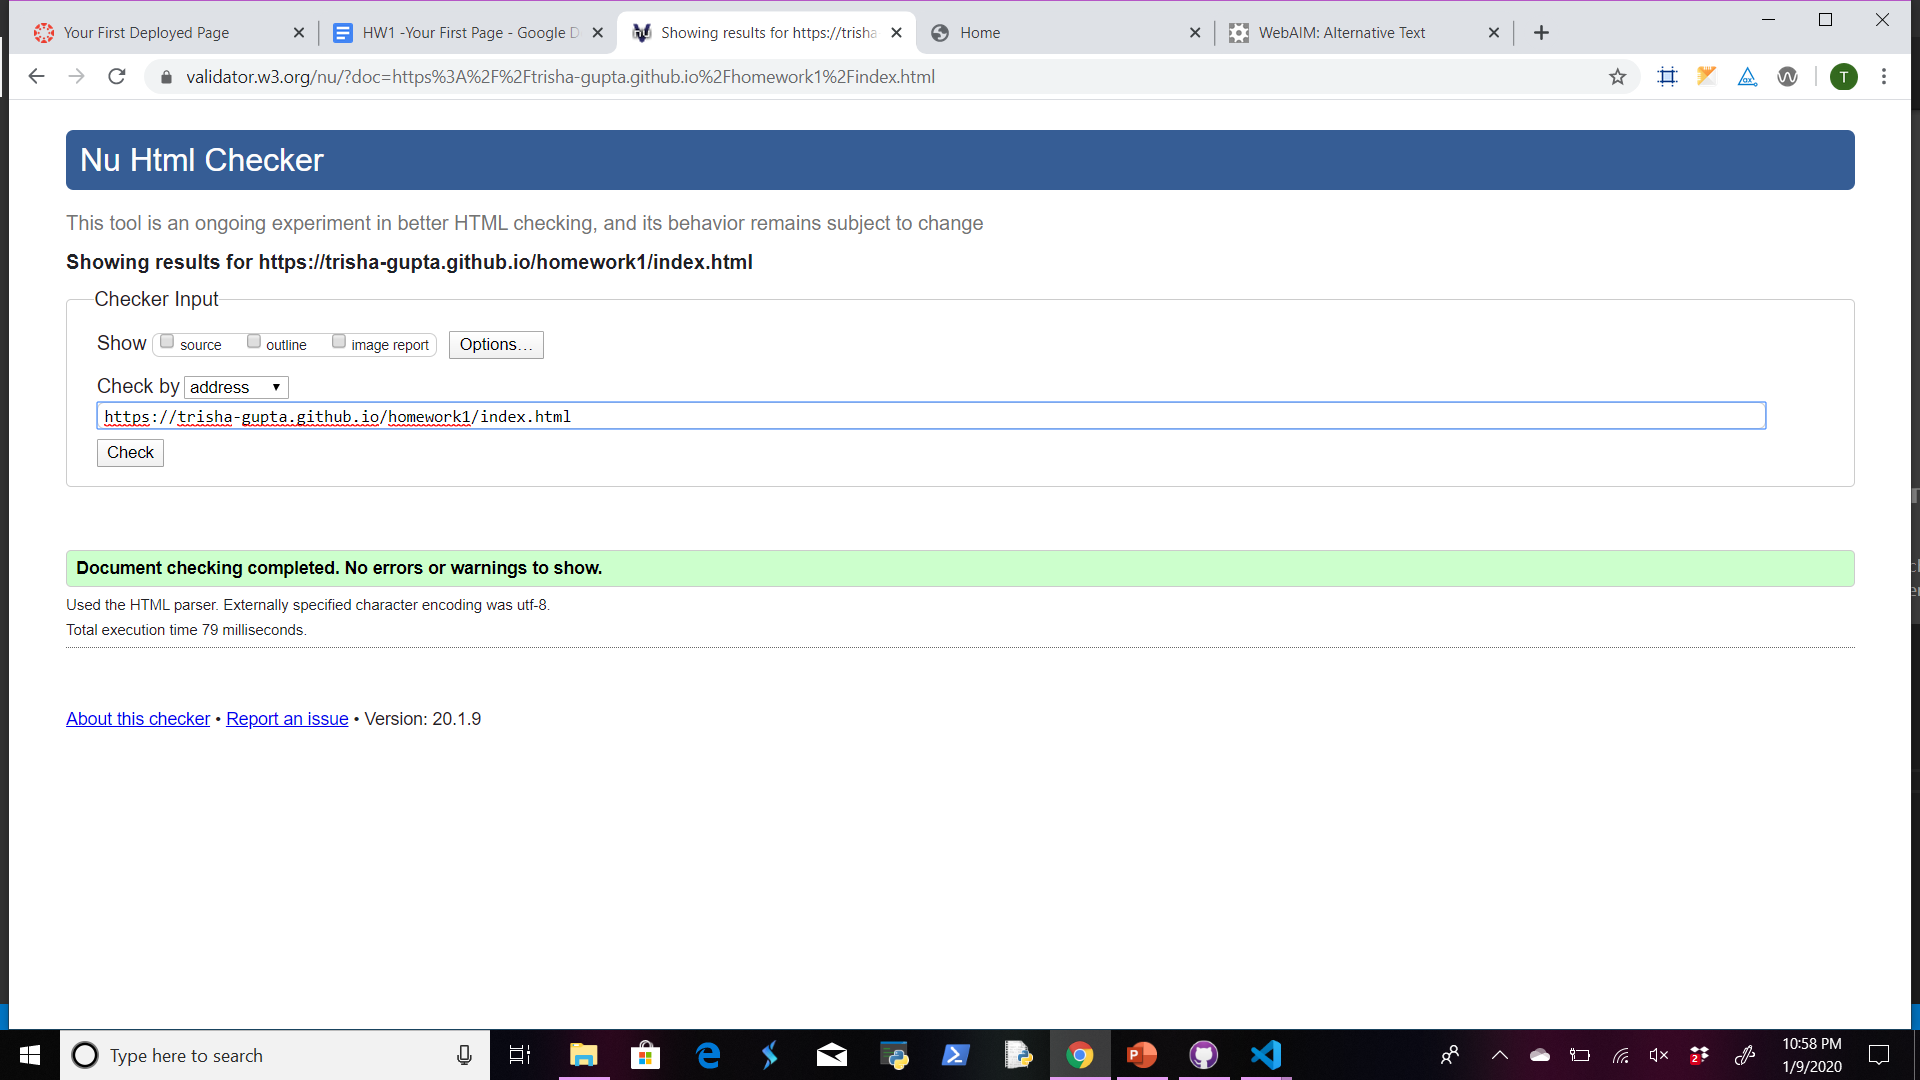 Your First Deployed Page
HW1 -Your First Page - Google D
Showing results for https://trisha
Home
WebAIM: Alternative Text
validator.w3.org/nu/?doc=https%3A%2F%2Ftrisha-gupta.github.io%2Fhomework1%2Findex.html
T
Nu Html Checker
This tool is an ongoing experiment in better HTML checking, and its behavior remains subject to change
Showing results for https://trisha-gupta.github.io/homework1/index.html
Checker Input
Show source outline image report Options…
Check by address
https://trisha-gupta.github.io/homework1/index.html
Check
Document checking completed. No errors or warnings to show.
Used the HTML parser. Externally specified character encoding was utf-8.
Total execution time 79 milliseconds.
About this checker • Report an issue • Version: 20.1.9
Type here to search
10:58 PM
1/9/2020